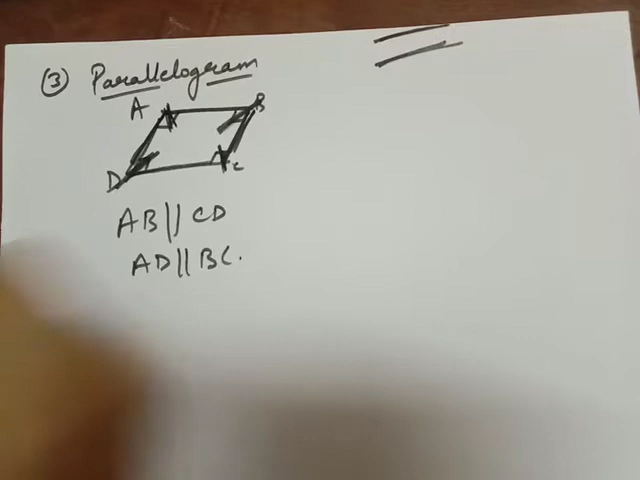 (3) Parallelogram
A B
D C
AB || CD
AD || BC.